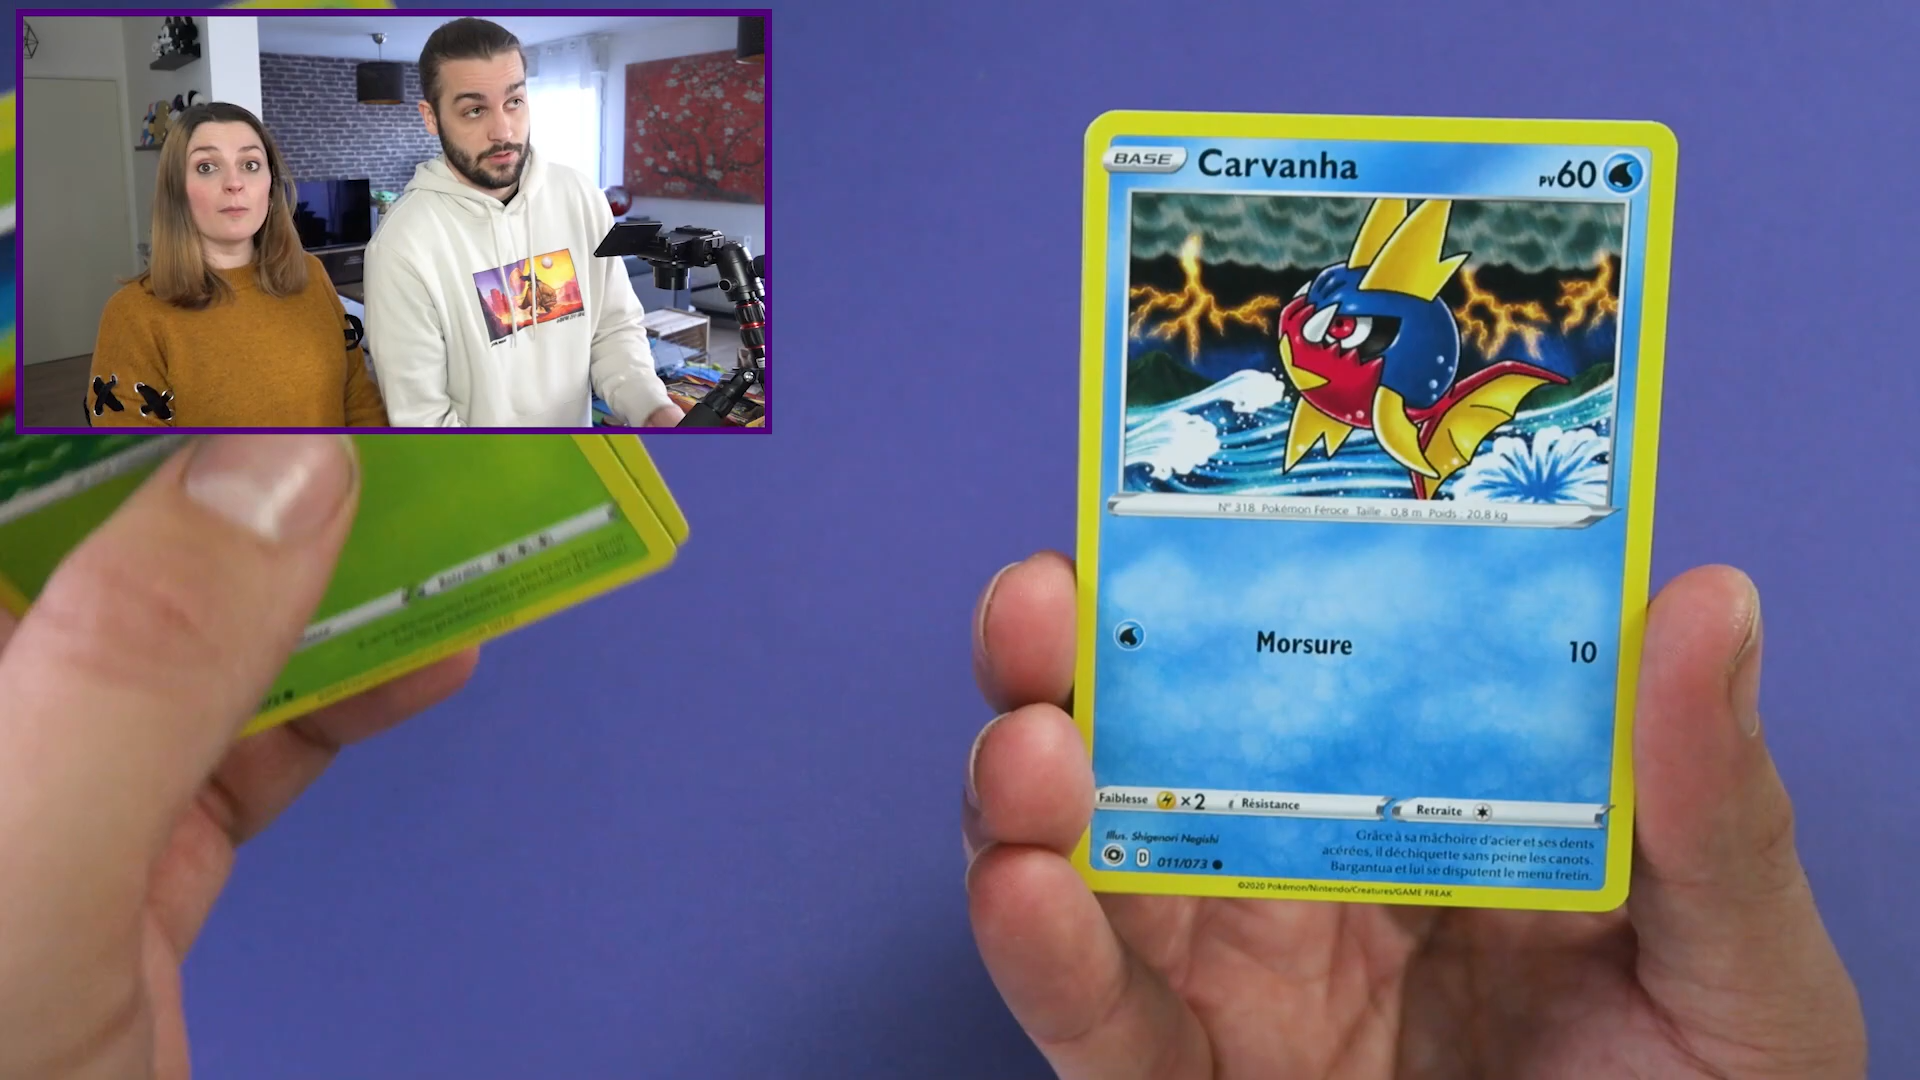 BASE Carvanha PV60
N° 318 Pokémon Féroce Taille : 0,8 m Poids : 20,8 kg
Morsure 10
Faiblesse ×2 Résistance Retraite
Illus. Shigenori Negishi
D 011/073
Grâce à sa mâchoire d'acier et ses dents
acérées, il déchiquette sans peine les canots.
Bargantua et lui se disputent le menu fretin.
©2020 Pokémon/Nintendo/Creatures/GAME FREAK
Retraite